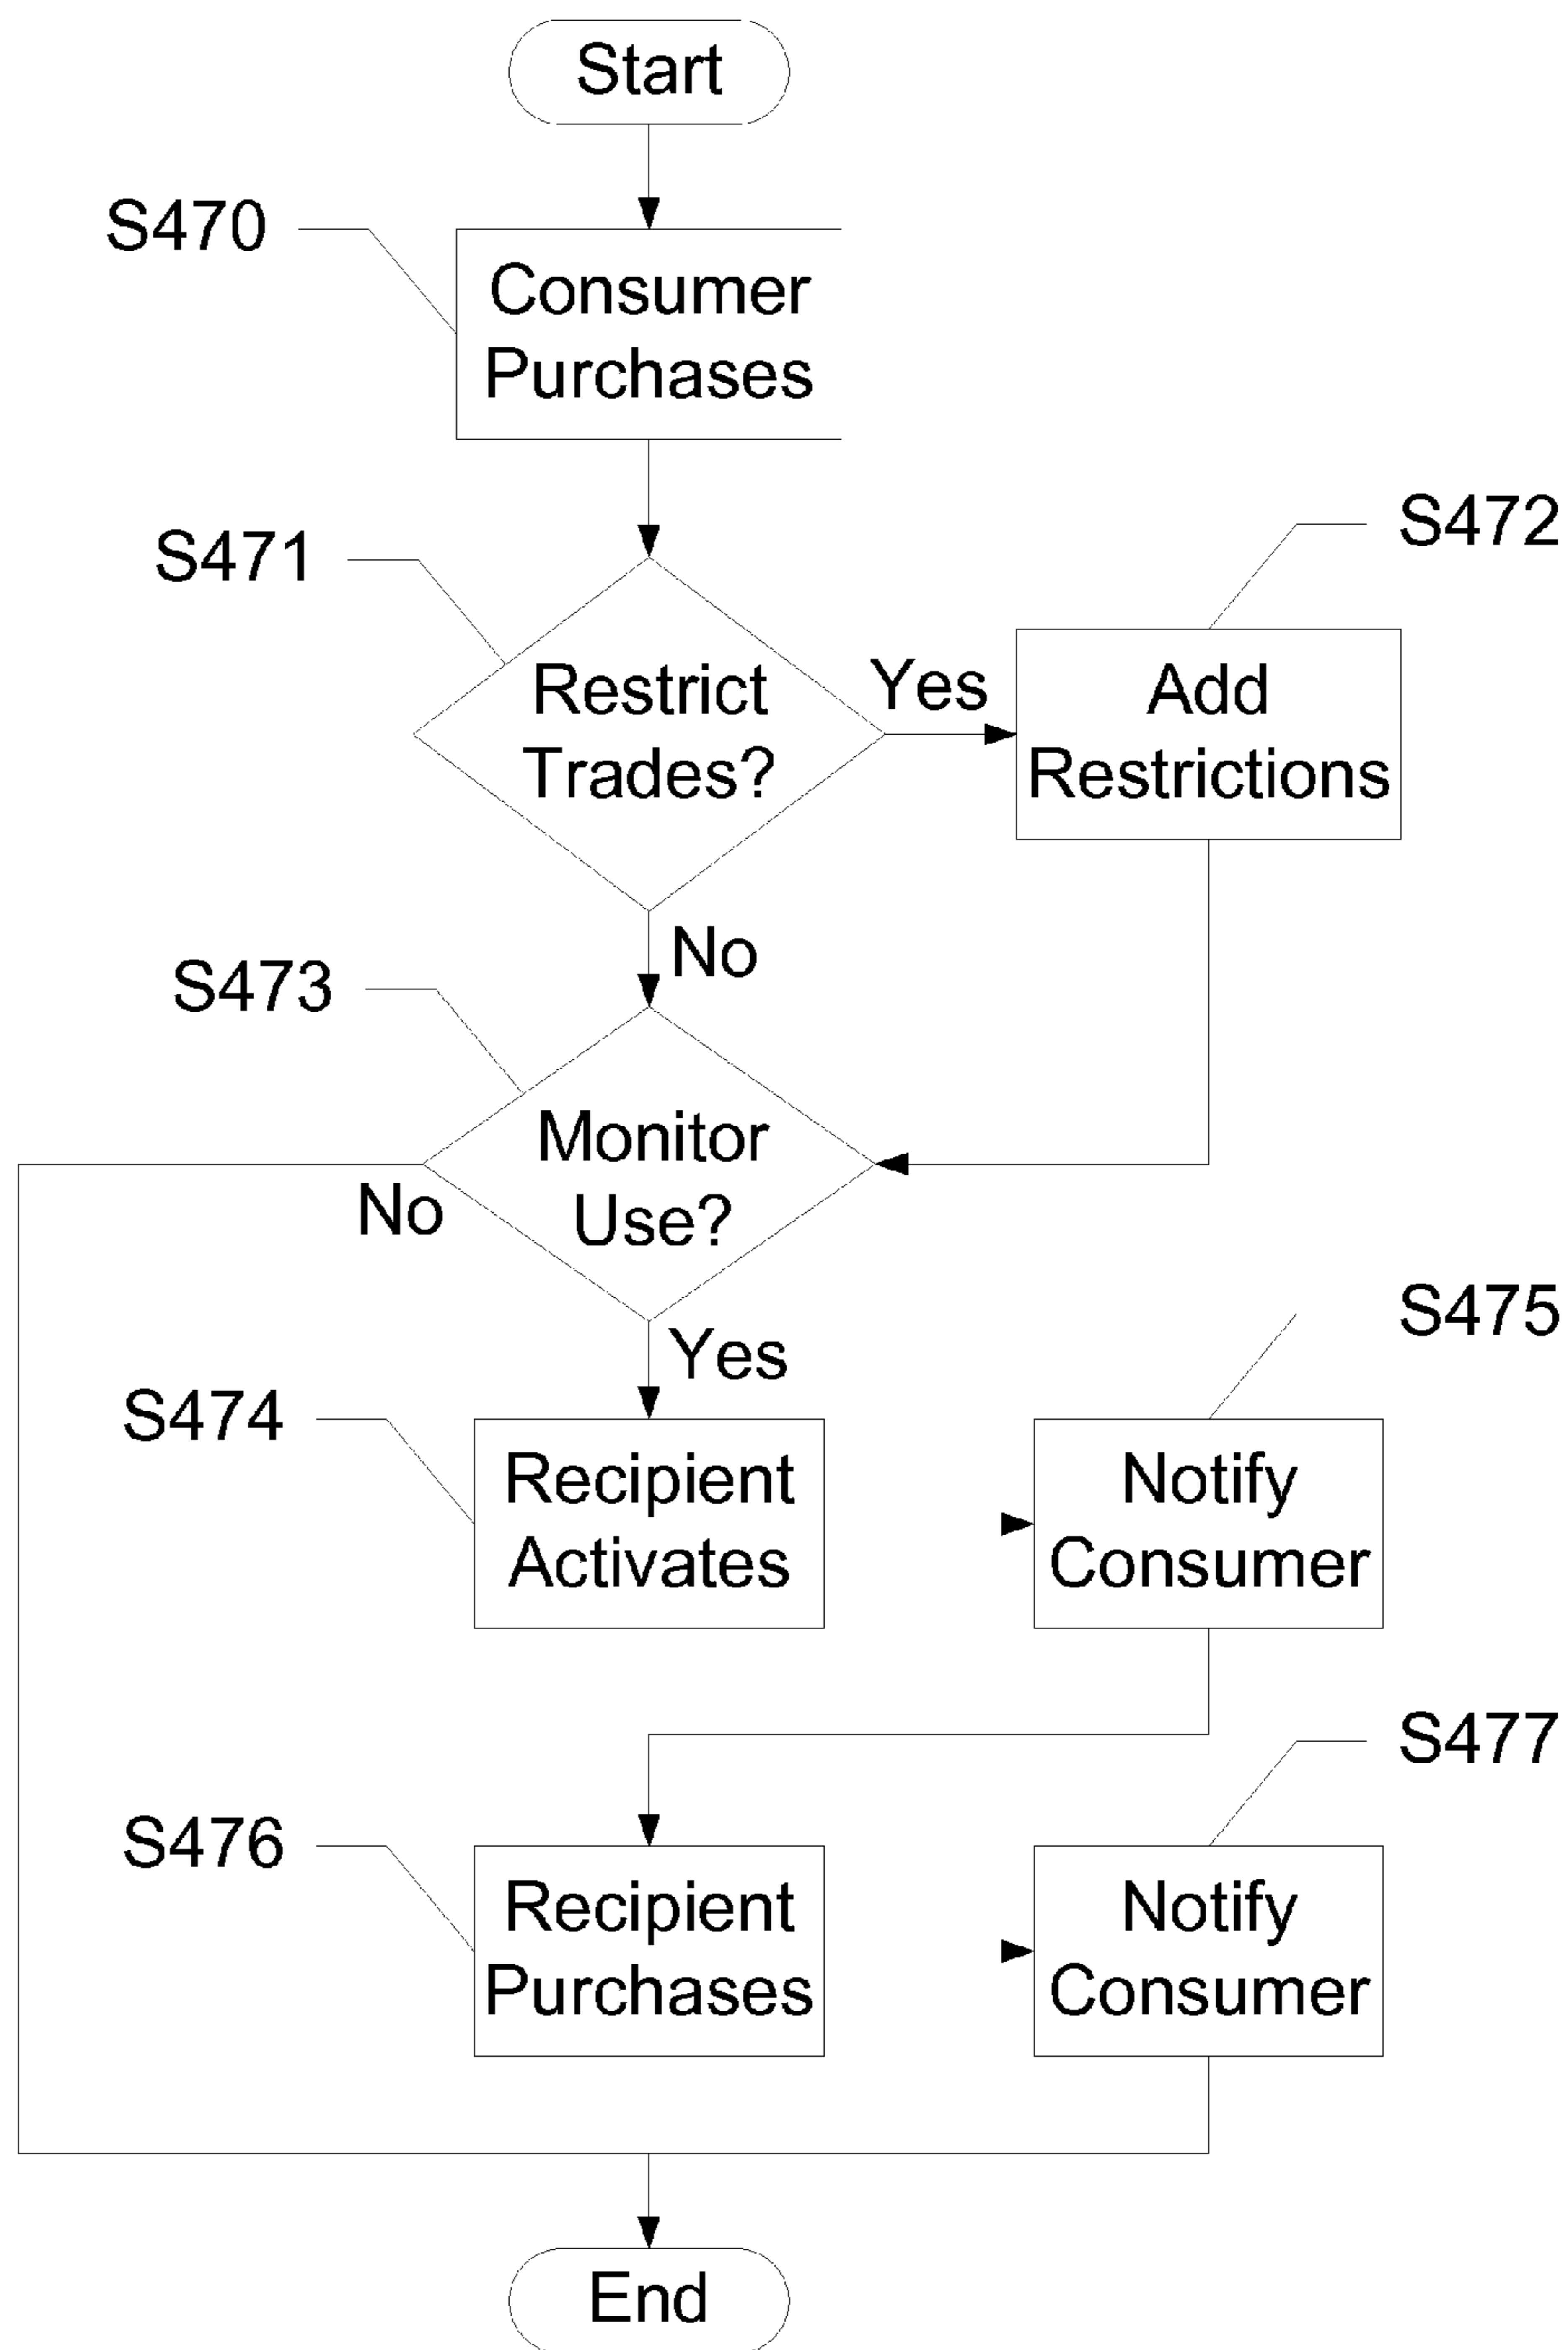 Start
S470
Consumer
Purchases
S471
S472
Restrict
Trades?
Yes
Add
Restrictions
No
S473
Monitor
Use?
No
Yes
S475
S474
Recipient
Activates
Notify
Consumer
S477
S476
Recipient
Purchases
Notify
Consumer
End